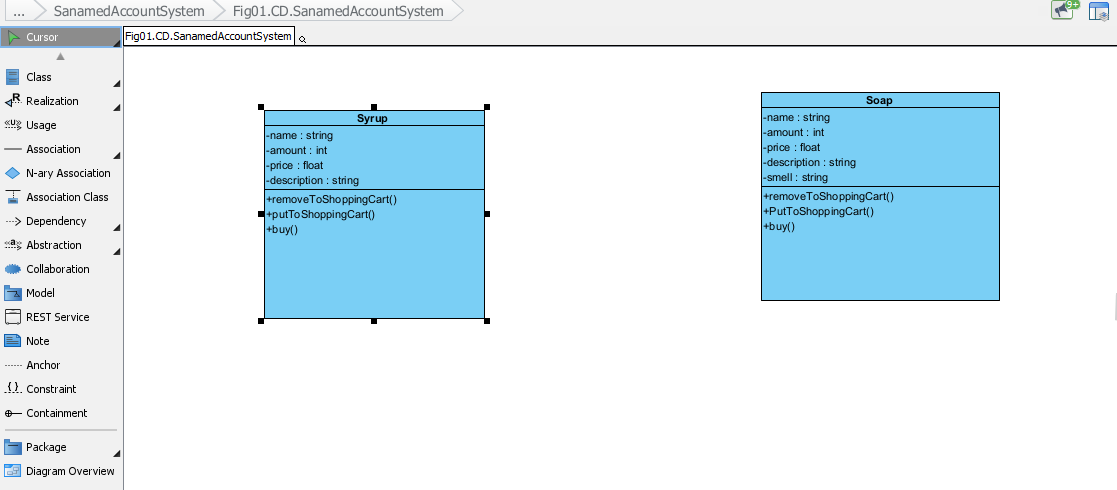 ... SanamedAccountSystem Fig01.CD.SanamedAccountSystem
9+
Cursor
Fig01.CD.SanamedAccountSystem
Class
Realization
Usage
Association
N-ary Association
Association Class
Dependency
Abstraction
Collaboration
Model
REST Service
Note
Anchor
Constraint
Containment
Package
Diagram Overview
Syrup
-name : string
-amount : int
-price : float
-description : string
+removeToShoppingCart()
+putToShoppingCart()
+buy()
Soap
-name : string
-amount : int
-price : float
-description : string
-smell : string
+removeToShoppingCart()
+PutToShoppingCart()
+buy()